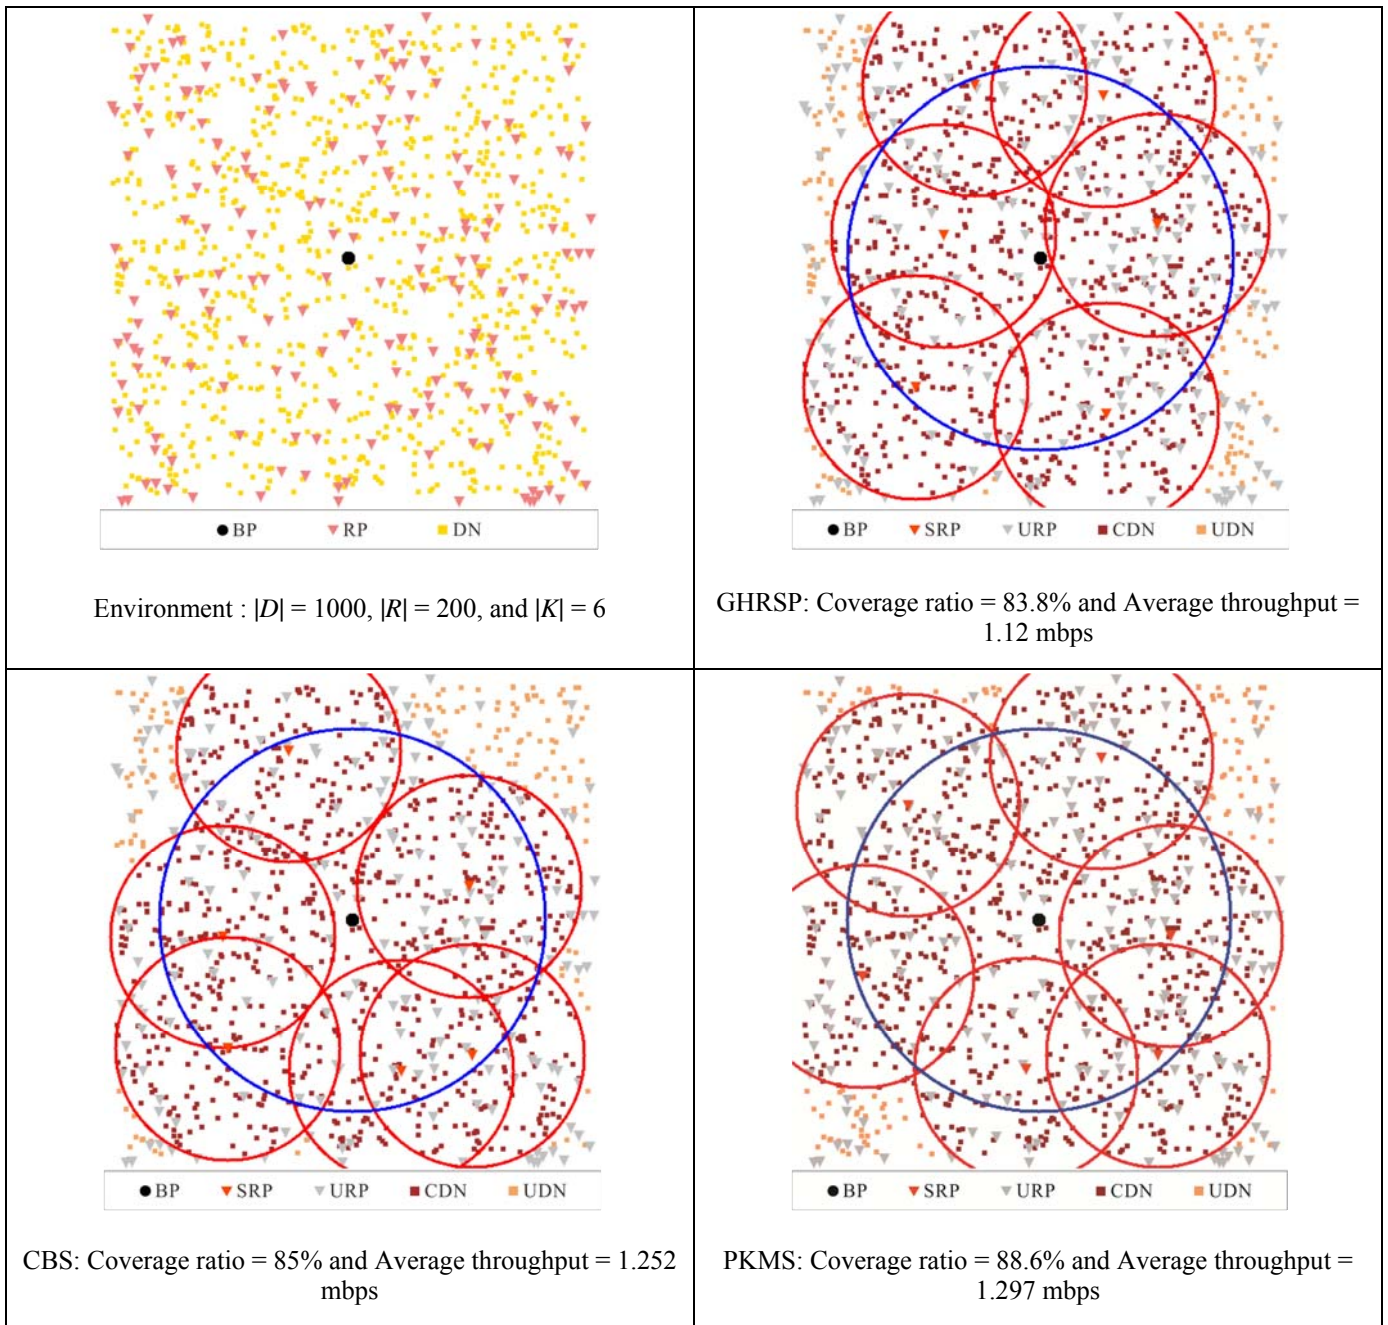 BP RP DN
Environment : |D| = 1000, |R| = 200, and |K| = 6
BP SRP URP CDN UDN
GHRSP: Coverage ratio = 83.8% and Average throughput =
1.12 mbps
BP SRP URP CDN UDN
CBS: Coverage ratio = 85% and Average throughput = 1.252
mbps
BP SRP URP CDN UDN
PKMS: Coverage ratio = 88.6% and Average throughput =
1.297 mbps